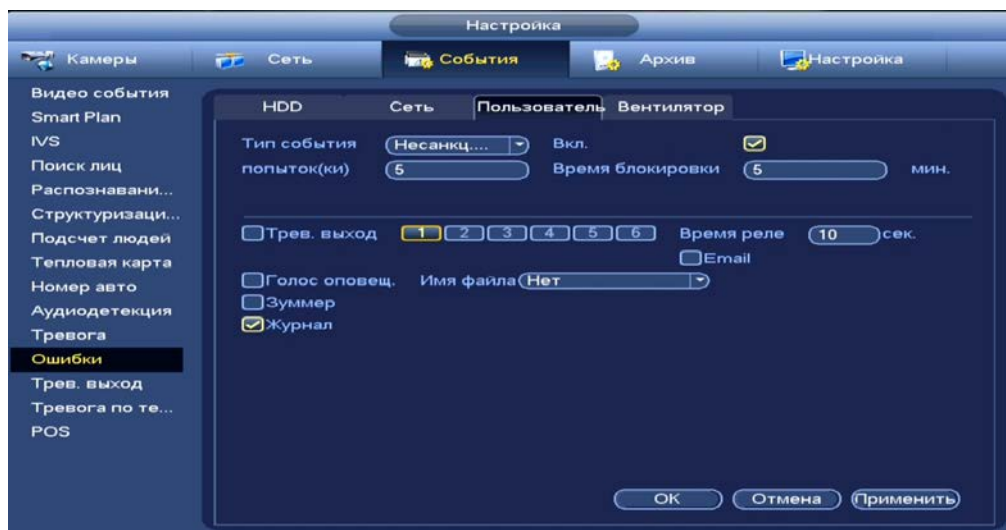 Настройка
Камеры Сеть События Архив Настройка
Видео события
Smart Plan
IVS
Поиск лиц
Распознавани...
Структуризаци...
Подсчет людей
Тепловая карта
Номер авто
Аудиодетекция
Тревога
Ошибки
Трев. выход
Тревога по те...
POS
HDD Сеть Пользователь Вентилятор
Тип события Несанкц.... Вкл.
попыток(ки) 5 Время блокировки 5 мин.
Трев. выход 1 2 3 4 5 6 Время реле 10 сек.
Email
Голос оповещ. Имя файла Нет
Зуммер
Журнал
OK Отмена Применить